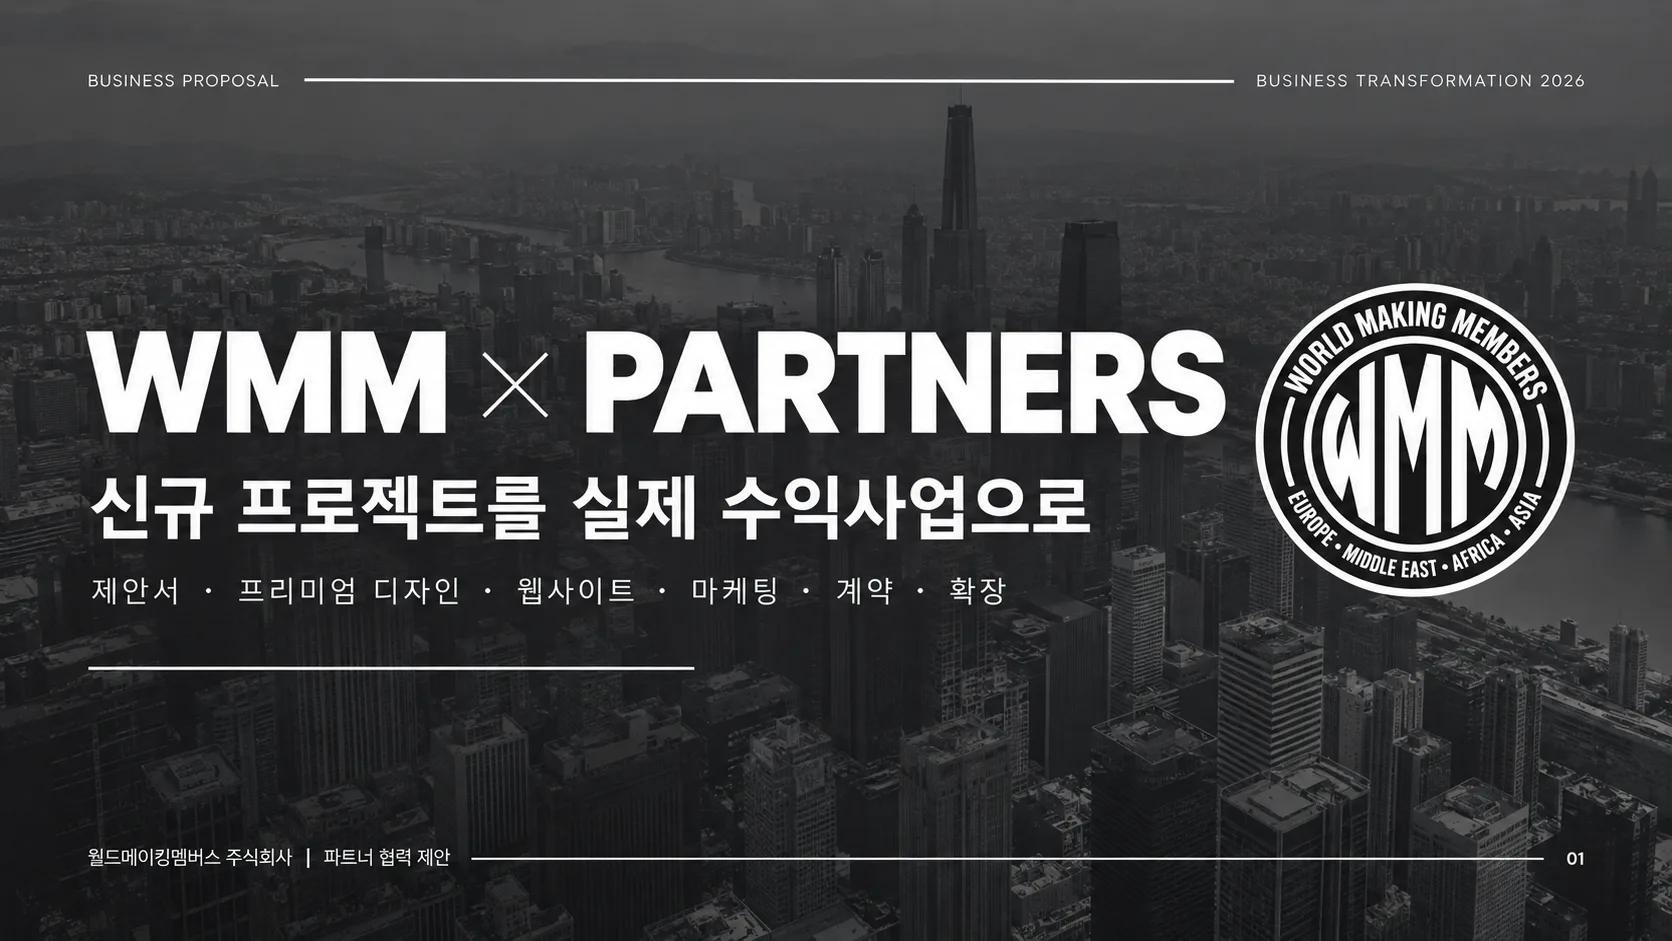 BUSINESS PROPOSAL
BUSINESS TRANSFORMATION 2026
WMM × PARTNERS
신규 프로젝트를 실제 수익사업으로
제안서 · 프리미엄 디자인 · 웹사이트 · 마케팅 · 계약 · 확장
WORLD MAKING MEMBERS
WMM
EUROPE • MIDDLE EAST • AFRICA • ASIA
월드메이킹멤버스 주식회사 | 파트너 협력 제안
01